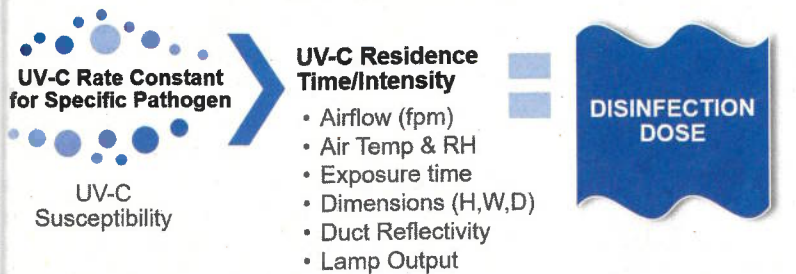 UV-C Rate Constant
for Specific Pathogen
UV-C
Susceptibility
UV-C Residence
Time/Intensity
• Airflow (fpm)
• Air Temp & RH
• Exposure time
• Dimensions (H,W,D)
• Duct Reflectivity
• Lamp Output
DISINFECTION
DOSE